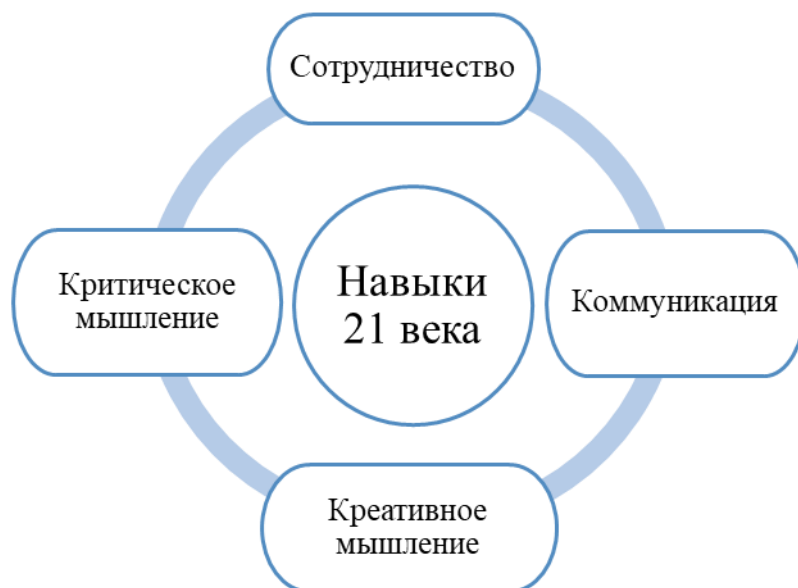 Сотрудничество
Критическое
мышление
Навыки
21 века
Коммуникация
Креативное
мышление